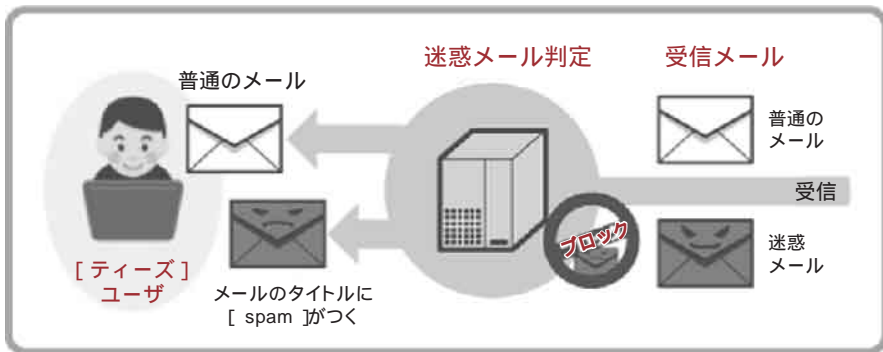 迷惑メール判定
受信メール
普通のメール
普通の
メール
受信
ブロック
迷惑
メール
[ ティーズ ]
ユーザ
メールのタイトルに
[ spam ]がつく